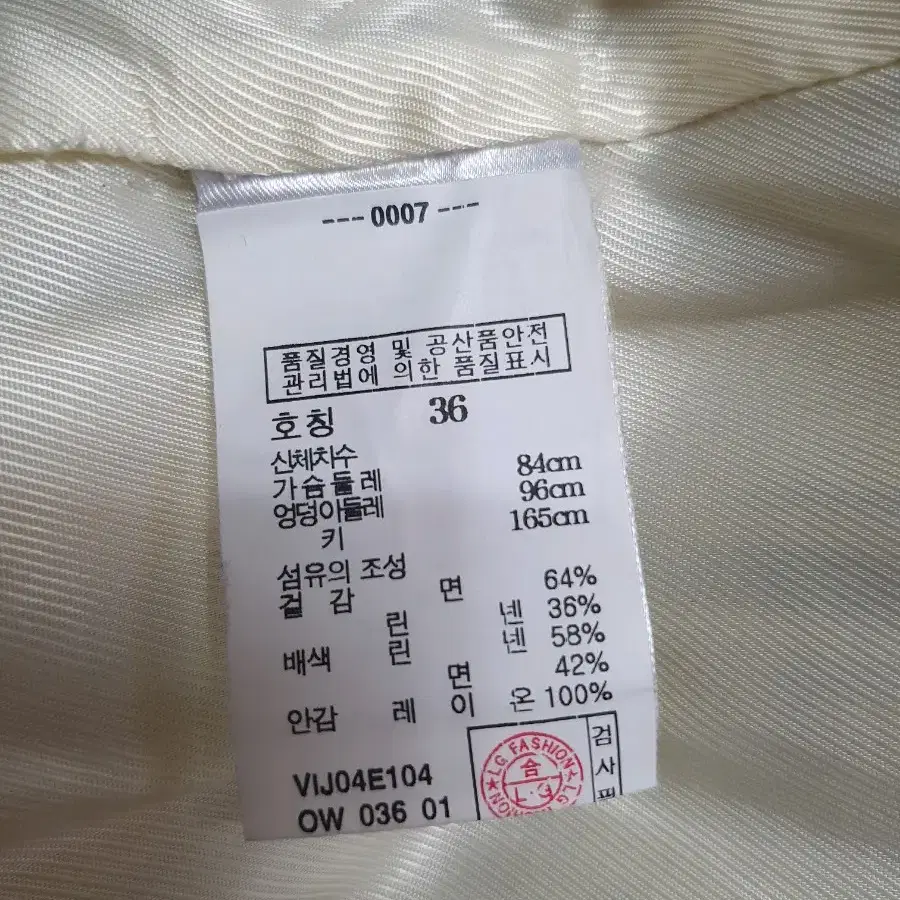 --- 0007 ---
품질경영 및 공산품안전
관리법에 의한 품질표시
호칭 36
신체치수
가슴둘레 84cm
엉덩이둘레 96cm
키 165cm
섬유의 조성
겉감 면 64%
린넨 36%
배색 린넨 58%
면 42%
안감 레이온 100%
VIJ04E104
OW 036 01
LG FASHION
검사필